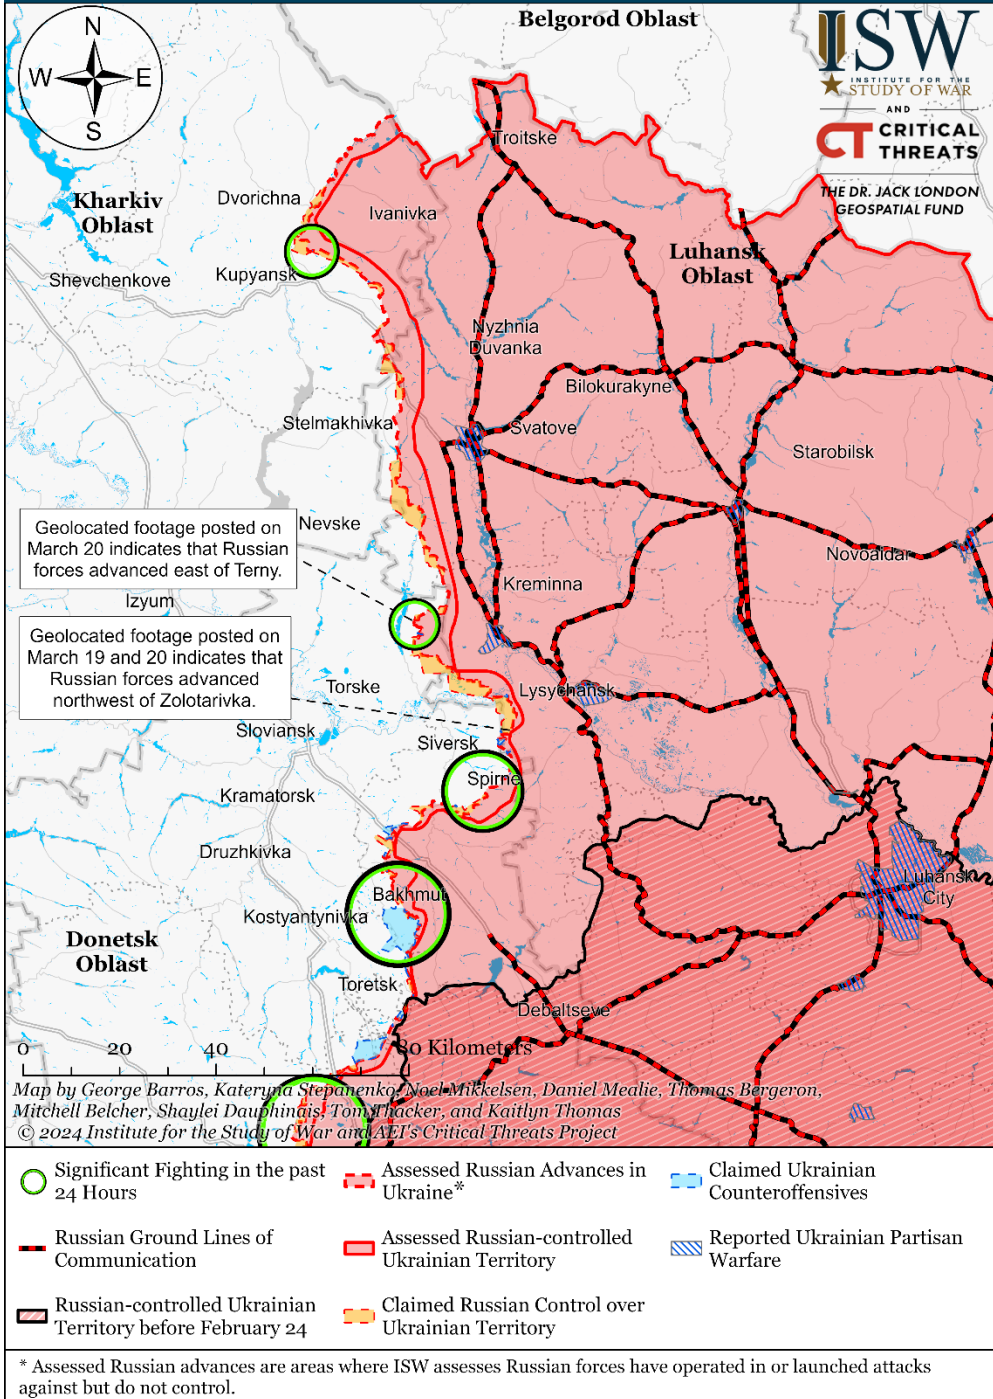 Belgorod Oblast
N
W E
S
ISW
INSTITUTE FOR THE
STUDY OF WAR
AND
CT CRITICAL
THREATS
THE DR. JACK LONDON
GEOSPATIAL FUND
Troitske
Kharkiv
Oblast
Dvorichna
Ivanivka
Luhansk
Oblast
Shevchenkove
Kupyansk
Nyzhnia
Duvanka
Bilokurakyne
Stelmakhivka
Svatove
Starobilsk
Geolocated footage posted on
March 20 indicates that Russian
forces advanced east of Terny.
Nevske
Novoaidar
Kreminna
Izyum
Geolocated footage posted on
March 19 and 20 indicates that
Russian forces advanced
northwest of Zolotarivka.
Torske
Lysychansk
Sloviansk
Siversk
Spirne
Kramatorsk
Druzhkivka
Bakhmut
Luhansk
City
Kostyantynivka
Donetsk
Oblast
Toretsk
Debaltseve
0 20 40 80 Kilometers
Map by George Barros, Kateryna Stepanenko, Noel Mikkelsen, Daniel Mealie, Thomas Bergeron,
Mitchell Belcher, Shaylei Dauphinais, Tom Thacker, and Kaitlyn Thomas
© 2024 Institute for the Study of War and AEI's Critical Threats Project
Significant Fighting in the past
24 Hours
Assessed Russian Advances in
Ukraine*
Claimed Ukrainian
Counteroffensives
Russian Ground Lines of
Communication
Assessed Russian-controlled
Ukrainian Territory
Reported Ukrainian Partisan
Warfare
Russian-controlled Ukrainian
Territory before February 24
Claimed Russian Control over
Ukrainian Territory
* Assessed Russian advances are areas where ISW assesses Russian forces have operated in or launched attacks
against but do not control.